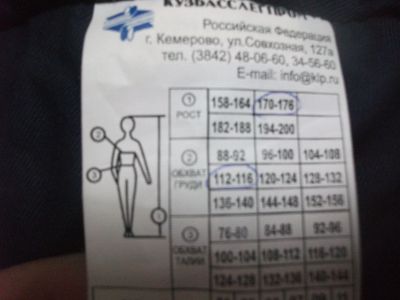 КУЗБАССЛЕГПРОМ
Российская Федерация
г. Кемерово, ул.Совхозная, 127а
тел. (3842) 48-06-60, 34-56-60
E-mail: info@klp.ru
1 РОСТ 158-164 170-176
182-188 194-200
2 88-92 96-100 104-108
ОБХВАТ ГРУДИ 112-116 120-124 128-132
136-140 144-148 152-156
3 76-80 84-88 92-96
ОБХВАТ ТАЛИИ 100-104 108-112 116-120
124-128 132-136 140-144
2
3
1